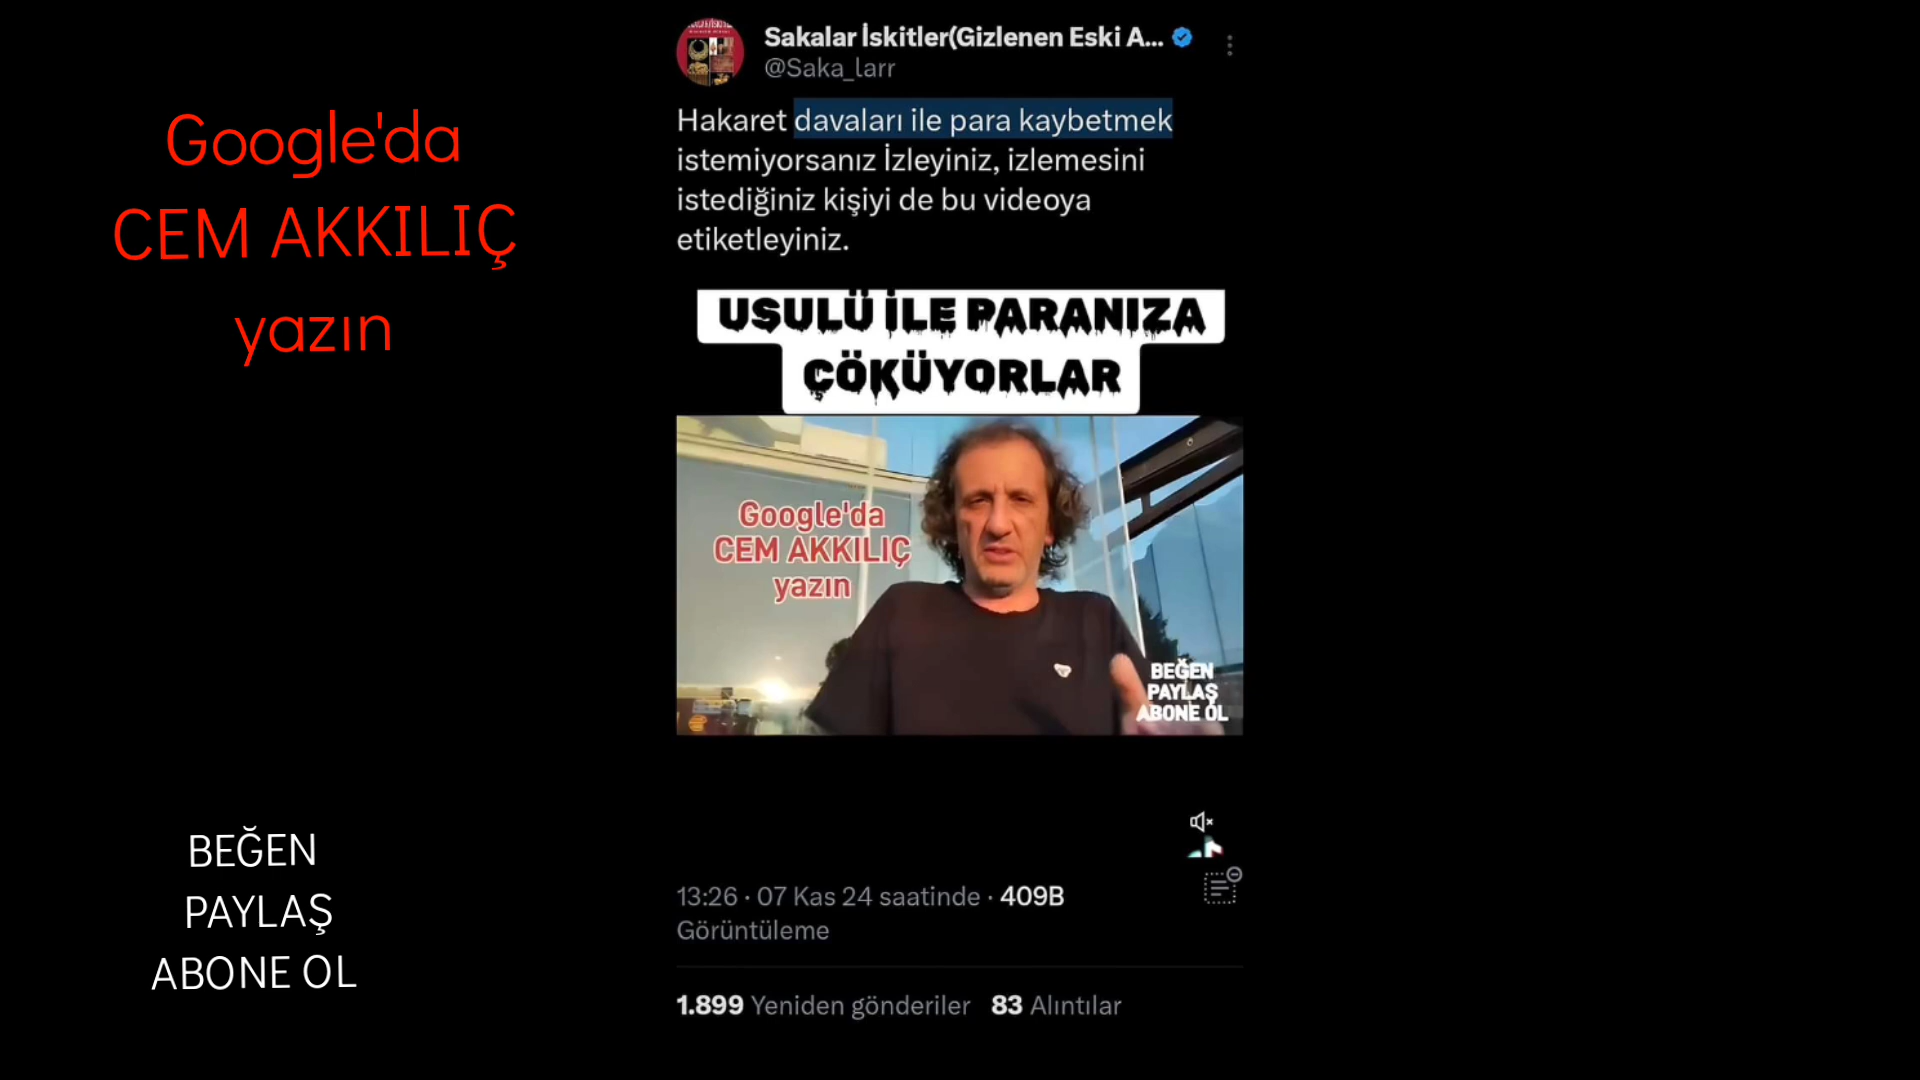 Google'da
CEM AKKILIÇ
yazın
BEĞEN
PAYLAŞ
ABONE OL
Sakalar İskitler(Gizlenen Eski A...
@Saka_larr
Hakaret davaları ile para kaybetmek
istemiyorsanız İzleyiniz, izlemesini
istediğiniz kişiyi de bu videoya
etiketleyiniz.
USULÜ İLE PARANIZA
ÇÖKÜYORLAR
Google'da
CEM AKKILIÇ
yazın
BEĞEN
PAYLAŞ
ABONE OL
13:26 · 07 Kas 24 saatinde · 409B
Görüntüleme
1.899 Yeniden gönderiler 83 Alıntılar